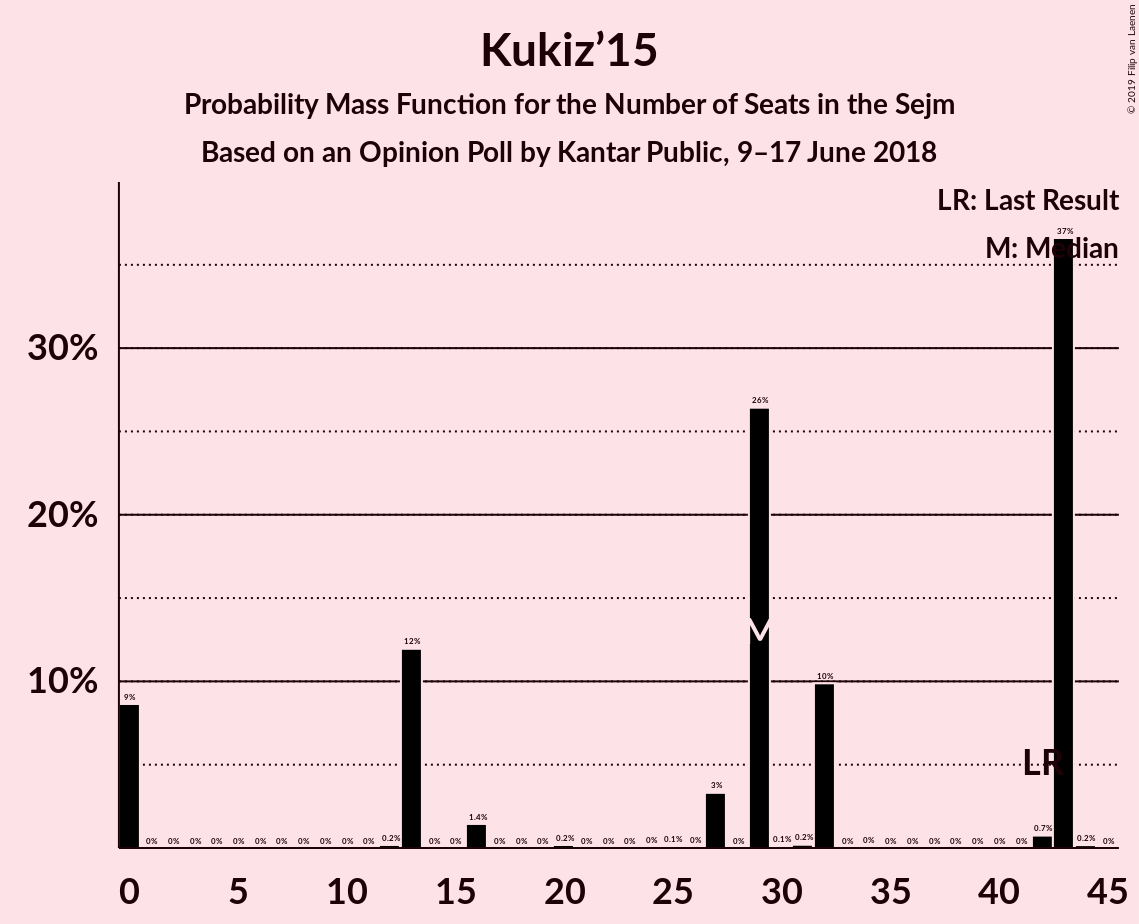 © 2019 Filip van Laenen
Kukiz’15
Probability Mass Function for the Number of Seats in the Sejm
Based on an Opinion Poll by Kantar Public, 9–17 June 2018
LR: Last Result
M: Median
30%
20%
10%
9% 0% 0% 0% 0% 0% 0% 0% 0% 0% 0% 0% 0.2% 12% 0% 0% 1.4% 0% 0% 0% 0.2% 0% 0% 0% 0% 0.1% 0% 3% 0% 26% 0.1% 0.2% 10% 0% 0% 0% 0% 0% 0% 0% 0% 0% 0.7% 37% 0.2% 0%
M
LR
0 5 10 15 20 25 30 35 40 45